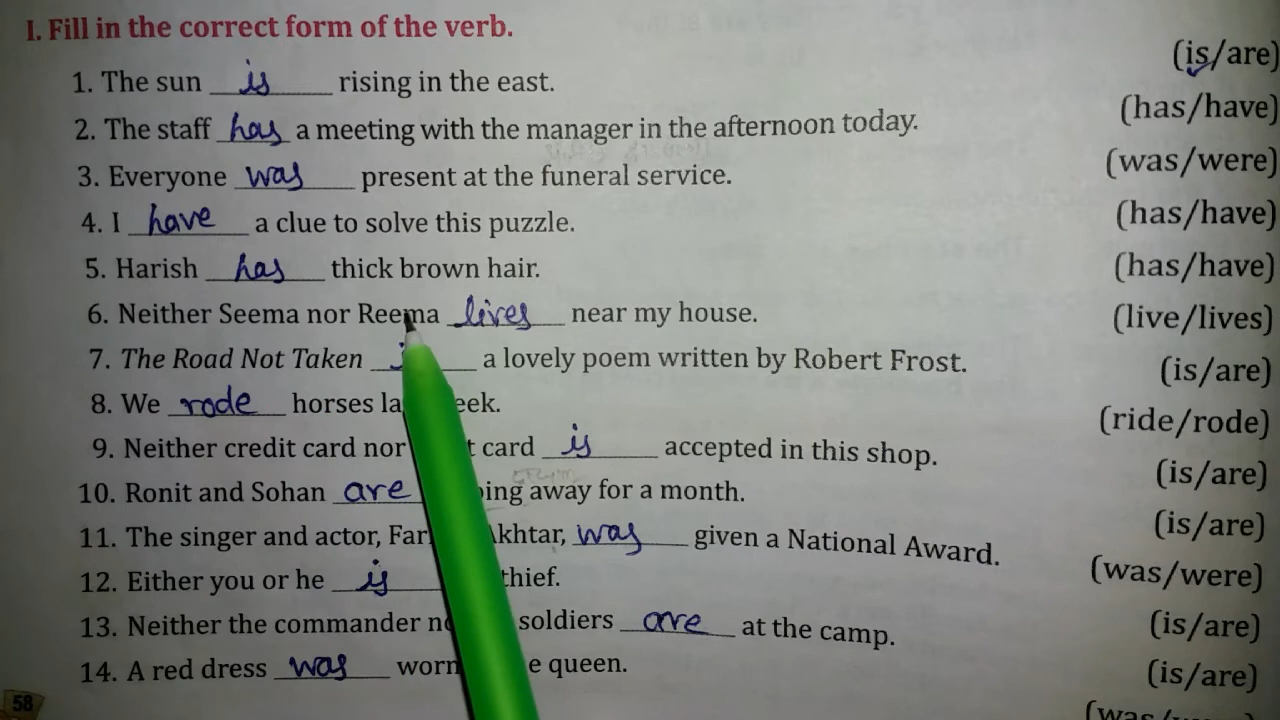 I. Fill in the correct form of the verb.
1. The sun is rising in the east. (is/are)
2. The staff has a meeting with the manager in the afternoon today. (has/have)
3. Everyone was present at the funeral service. (was/were)
4. I have a clue to solve this puzzle. (has/have)
5. Harish has thick brown hair. (has/have)
6. Neither Seema nor Reema lives near my house. (live/lives)
7. The Road Not Taken a lovely poem written by Robert Frost. (is/are)
8. We rode horses eek. (ride/rode)
9. Neither credit card nor card is accepted in this shop. (is/are)
10. Ronit and Sohan are ing away for a month. (is/are)
11. The singer and actor, Akhtar, was given a National Award. (was/were)
12. Either you or he is thief. (is/are)
13. Neither the commander soldiers are at the camp. (is/are)
14. A red dress was worn queen.
58